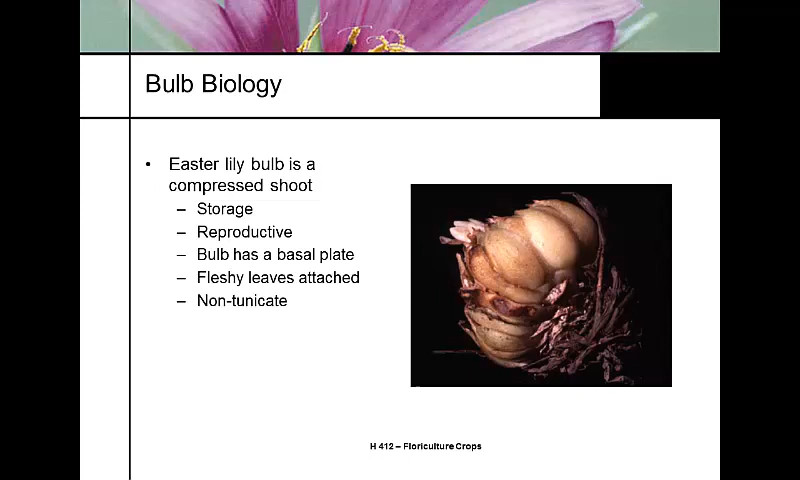 Bulb Biology
• Easter lily bulb is a
compressed shoot
– Storage
– Reproductive
– Bulb has a basal plate
– Fleshy leaves attached
– Non-tunicate
H 412 – Floriculture Crops